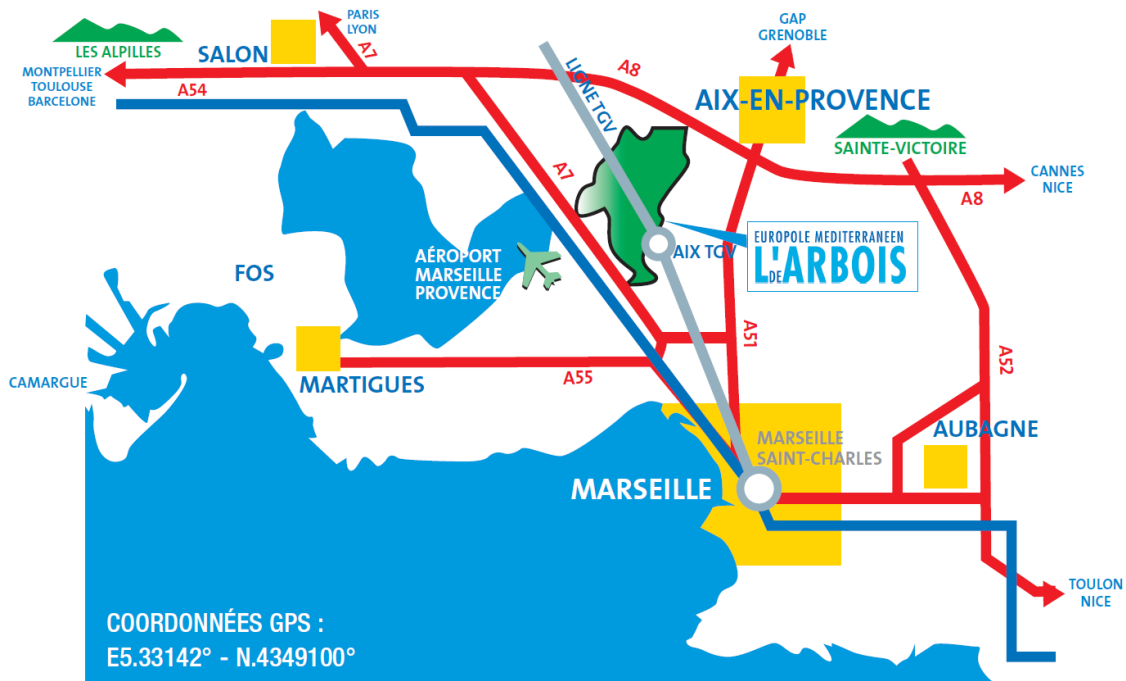 PARIS
LYON
GAP
GRENOBLE
LES ALPILLES
SALON
A7
MONTPELLIER
TOULOUSE
BARCELONE
A54
LIGNE TGV
A8
AIX-EN-PROVENCE
SAINTE-VICTOIRE
A7
CANNES
NICE
A8
EUROPOLE MEDITERRANEEN
L'DE ARBOIS
AIX TGV
AÉROPORT
MARSEILLE
PROVENCE
FOS
A51
A52
CAMARGUE
MARTIGUES
A55
AUBAGNE
MARSEILLE
SAINT-CHARLES
MARSEILLE
TOULON
NICE
COORDONNÉES GPS :
E5.33142° - N.4349100°